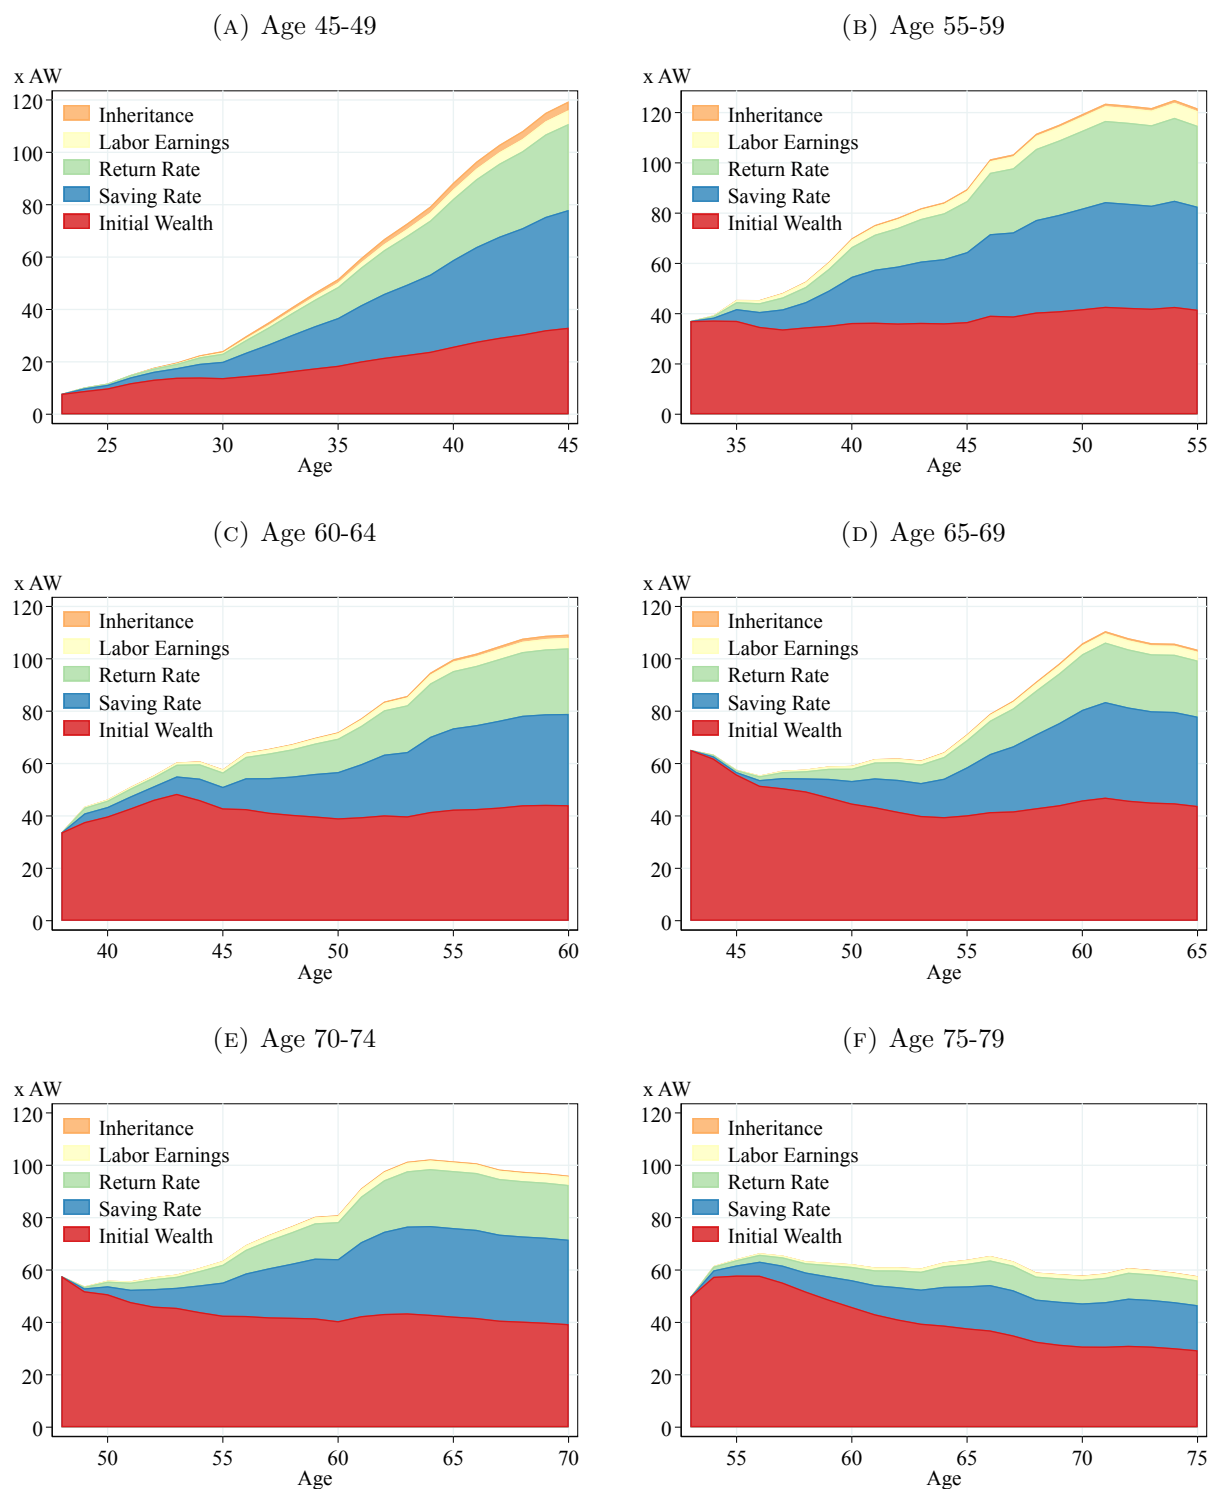 (A) Age 45-49
x AW
120
100
80
60
40
20
0
Inheritance
Labor Earnings
Return Rate
Saving Rate
Initial Wealth
25 30 35 40 45
Age
(B) Age 55-59
x AW
120
100
80
60
40
20
0
Inheritance
Labor Earnings
Return Rate
Saving Rate
Initial Wealth
35 40 45 50 55
Age
(C) Age 60-64
x AW
120
100
80
60
40
20
0
Inheritance
Labor Earnings
Return Rate
Saving Rate
Initial Wealth
40 45 50 55 60
Age
(D) Age 65-69
x AW
120
100
80
60
40
20
0
Inheritance
Labor Earnings
Return Rate
Saving Rate
Initial Wealth
45 50 55 60 65
Age
(E) Age 70-74
x AW
120
100
80
60
40
20
0
Inheritance
Labor Earnings
Return Rate
Saving Rate
Initial Wealth
50 55 60 65 70
Age
(F) Age 75-79
x AW
120
100
80
60
40
20
0
Inheritance
Labor Earnings
Return Rate
Saving Rate
Initial Wealth
55 60 65 70 75
Age